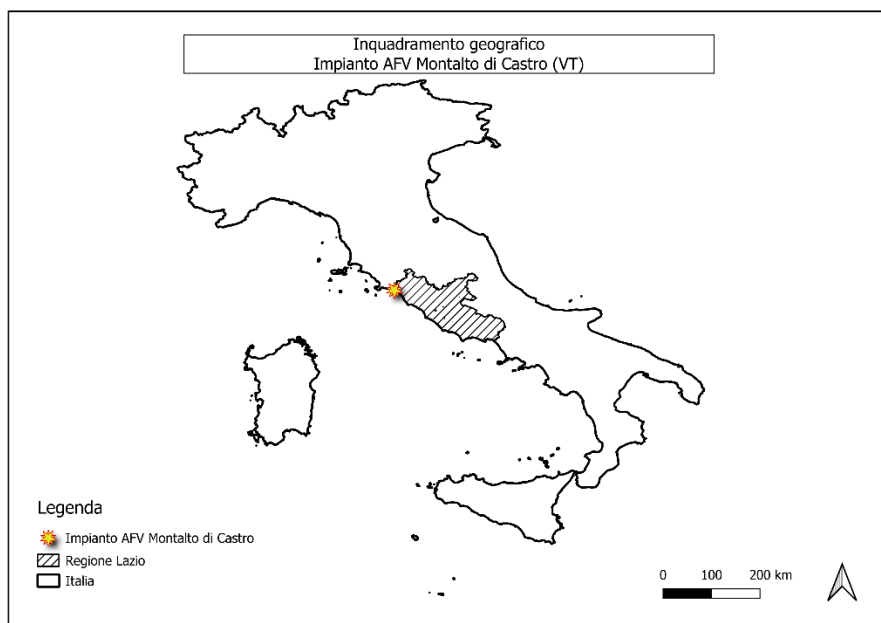 Inquadramento geografico
Impianto AFV Montalto di Castro (VT)
Legenda
Impianto AFV Montalto di Castro
Regione Lazio
Italia
0 100 200 km